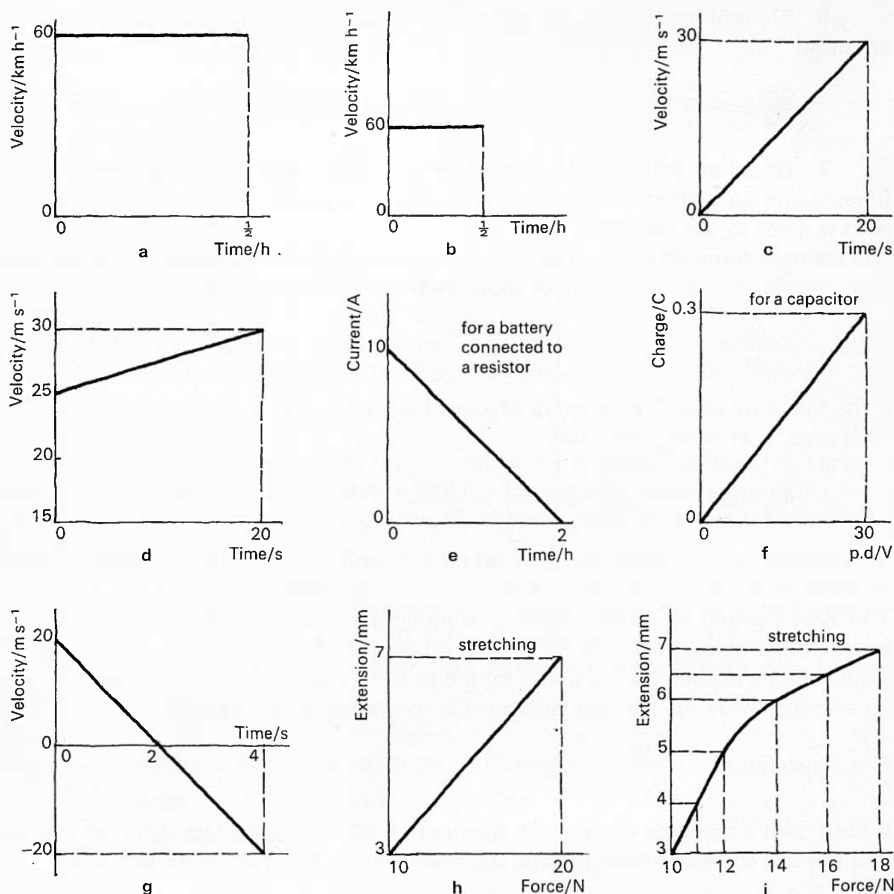 60
Velocity/km h⁻¹
0
0
½
Time/h
a
Velocity/km h⁻¹
60
0
0
½
Time/h
b
30
Velocity/m s⁻¹
0
0
20
Time/s
c
Velocity/m s⁻¹
30
25
20
15
0
20
Time/s
d
Current/A
10
0
for a battery
connected to
a resistor
2
Time/h
e
Charge/C
0.3
for a capacitor
0
0
30
p.d/V
f
Velocity/m s⁻¹
20
0
-20
0
2
4
Time/s
g
Extension/mm
7
3
stretching
10
20
Force/N
h
Extension/mm
7
6
5
4
3
stretching
10
12
14
16
18
Force/N
i